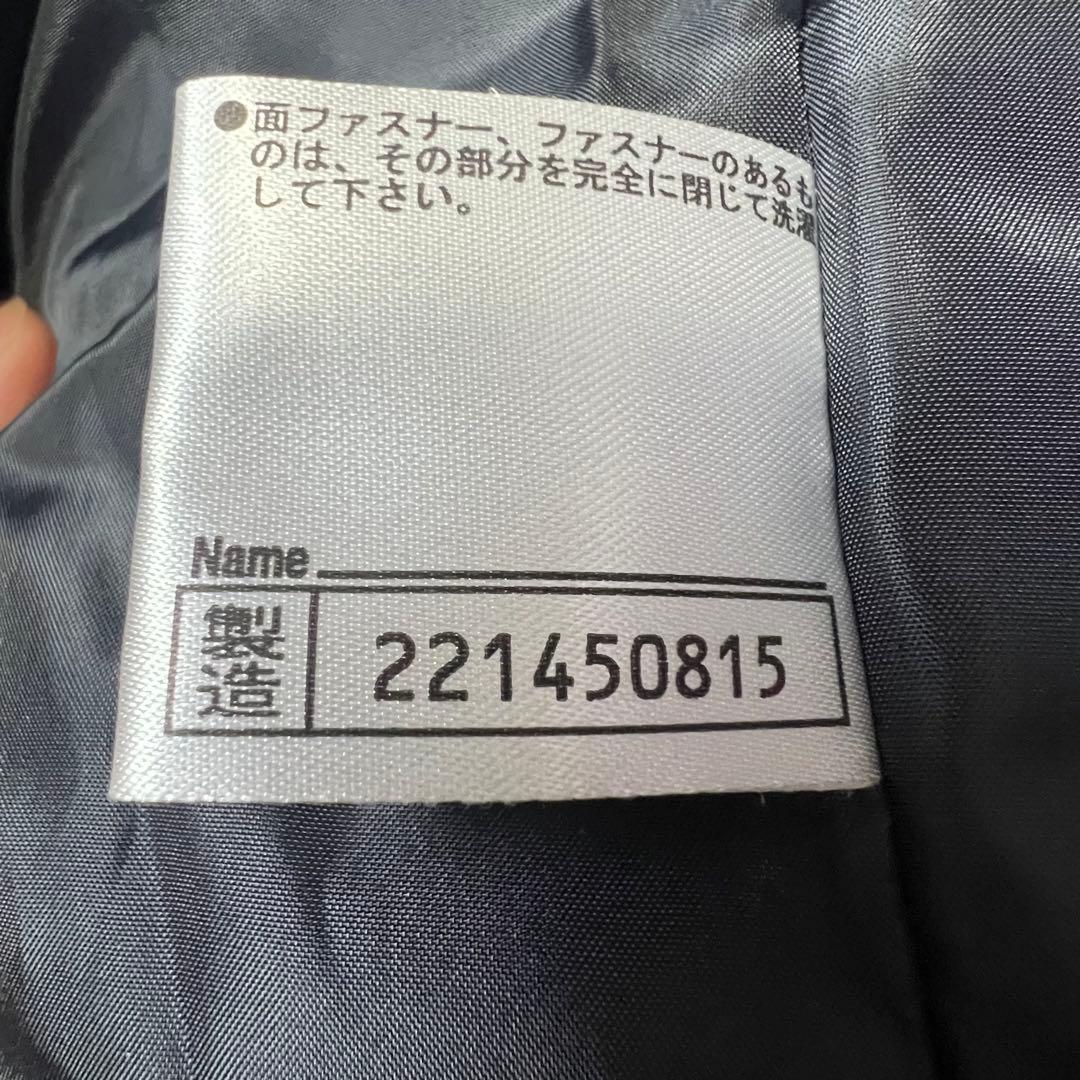 ●面ファスナー、ファスナーのあるも
のは、その部分を完全に閉じて洗濯
して下さい。
Name
製造 221450815